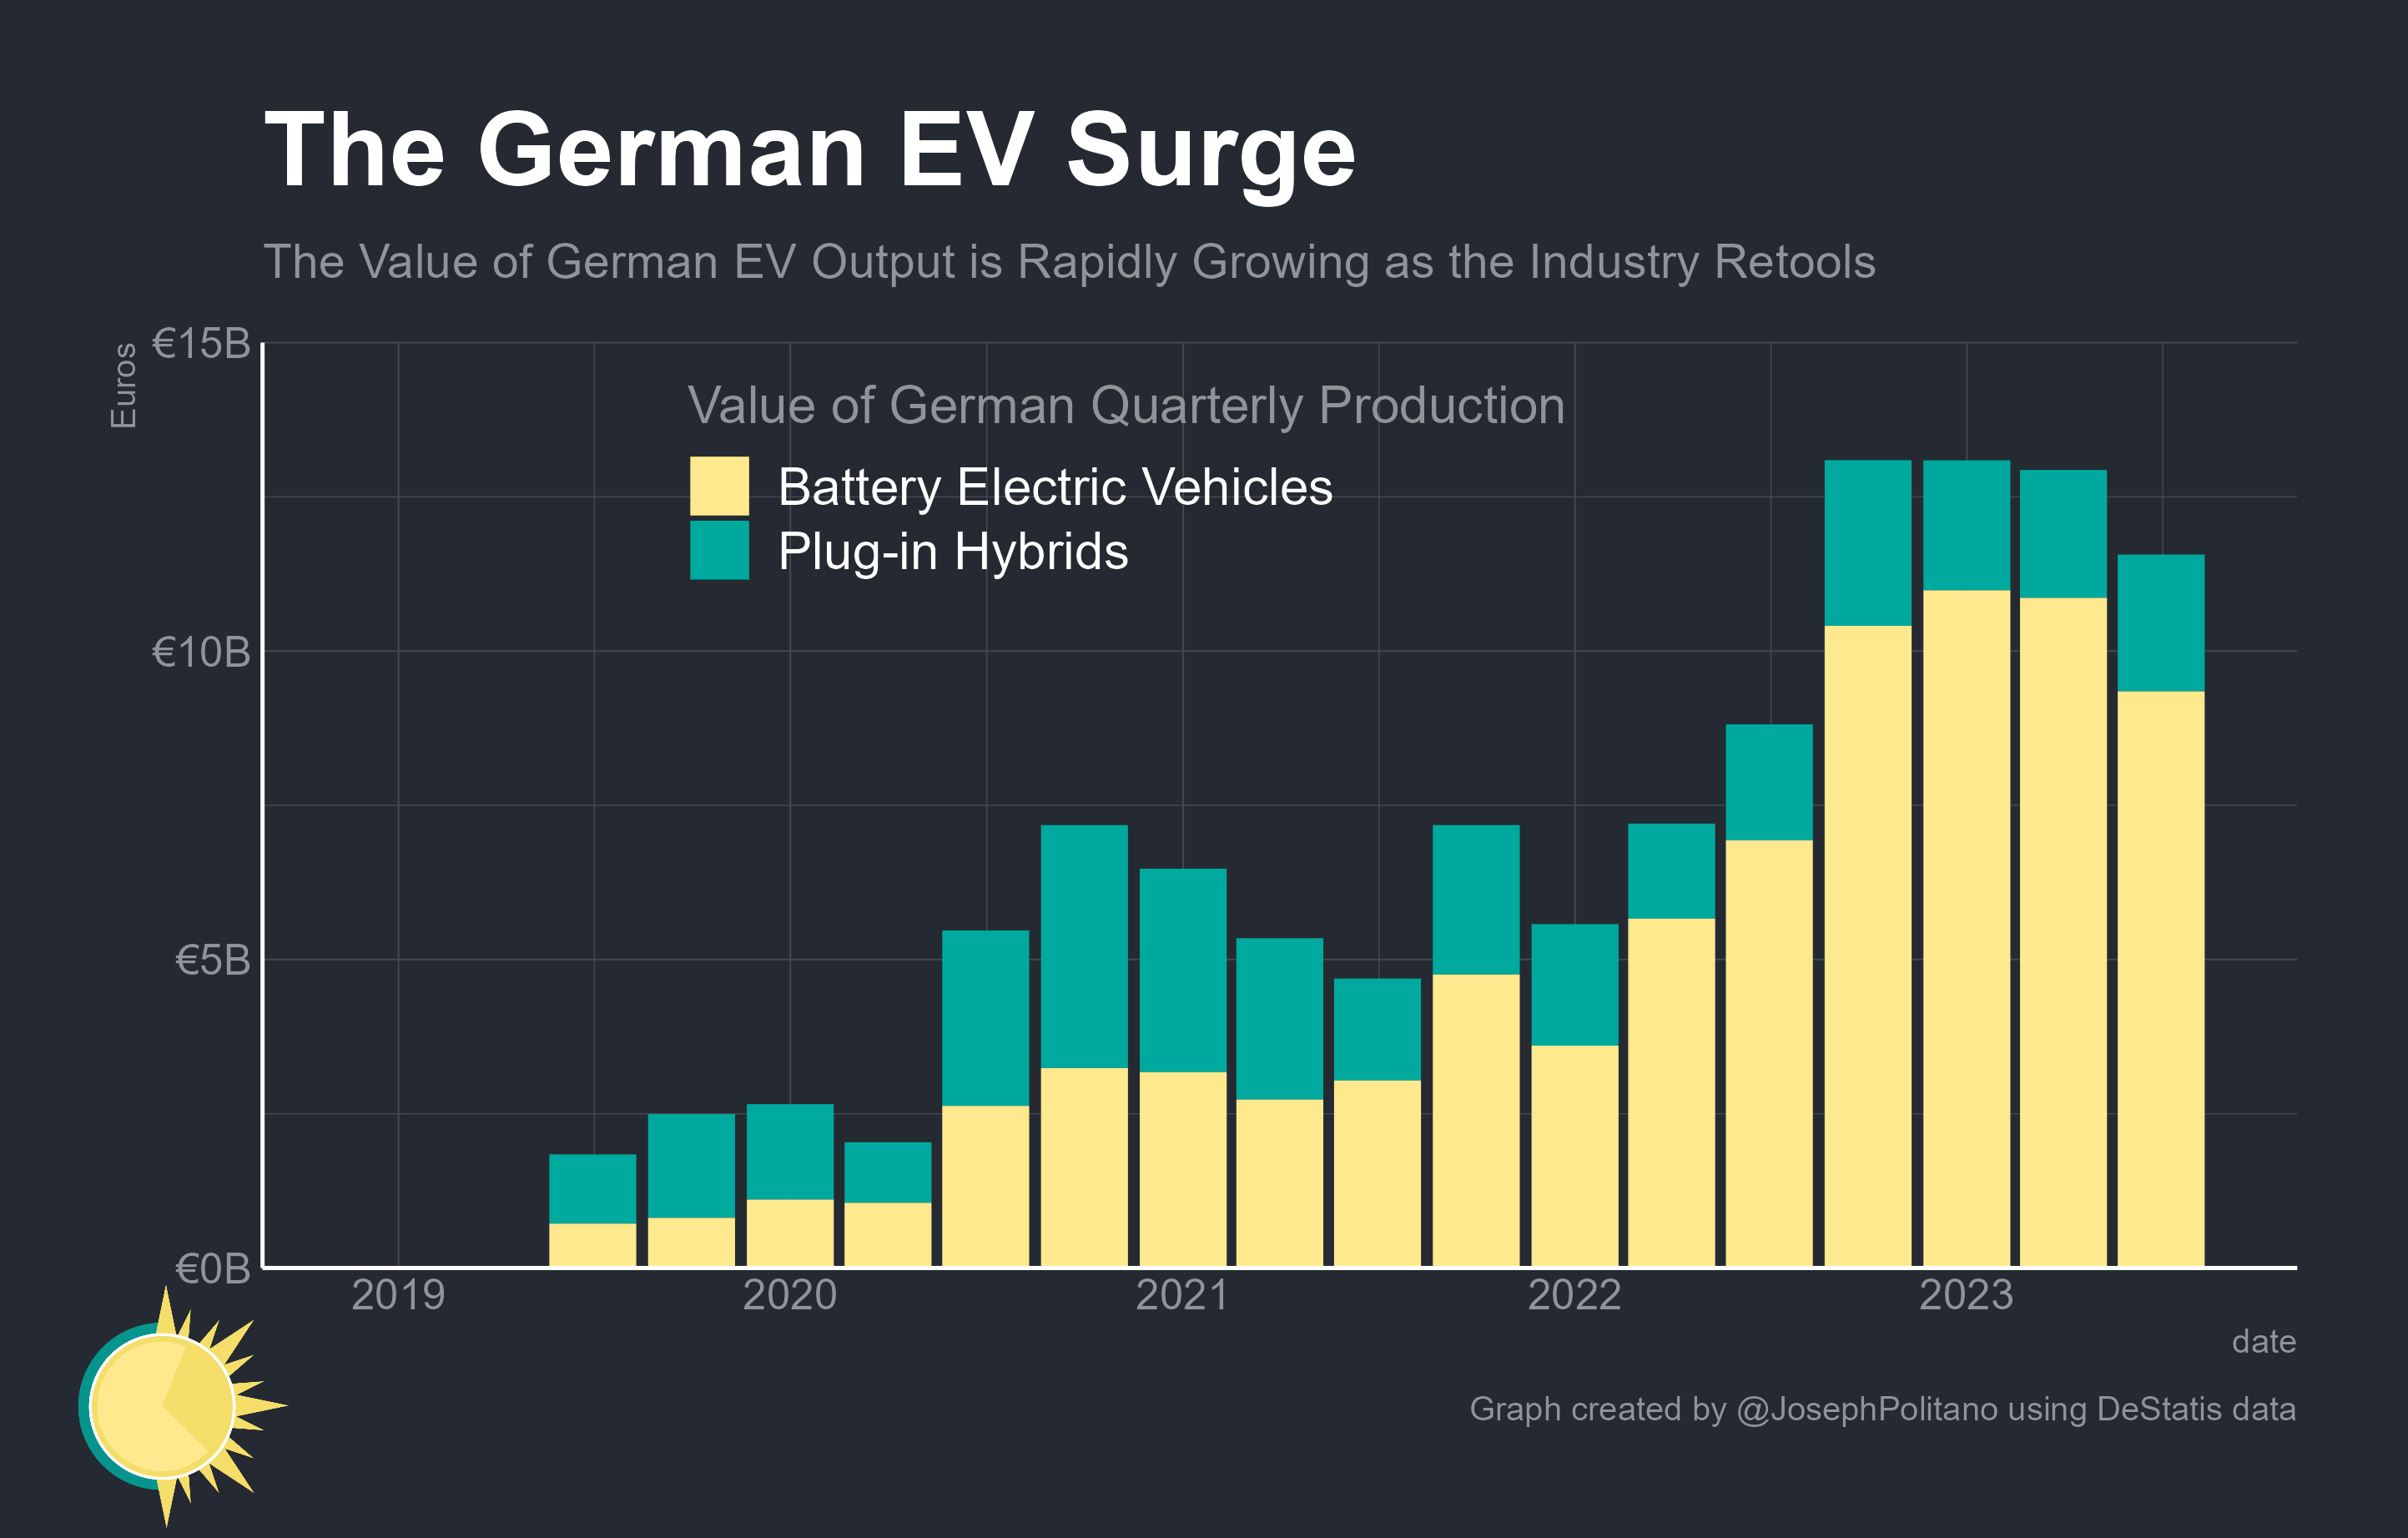 The German EV Surge
The Value of German EV Output is Rapidly Growing as the Industry Retools
Euros
€15B
€10B
€5B
€0B
Value of German Quarterly Production
Battery Electric Vehicles
Plug-in Hybrids
2019 2020 2021 2022 2023
date
Graph created by @JosephPolitano using DeStatis data